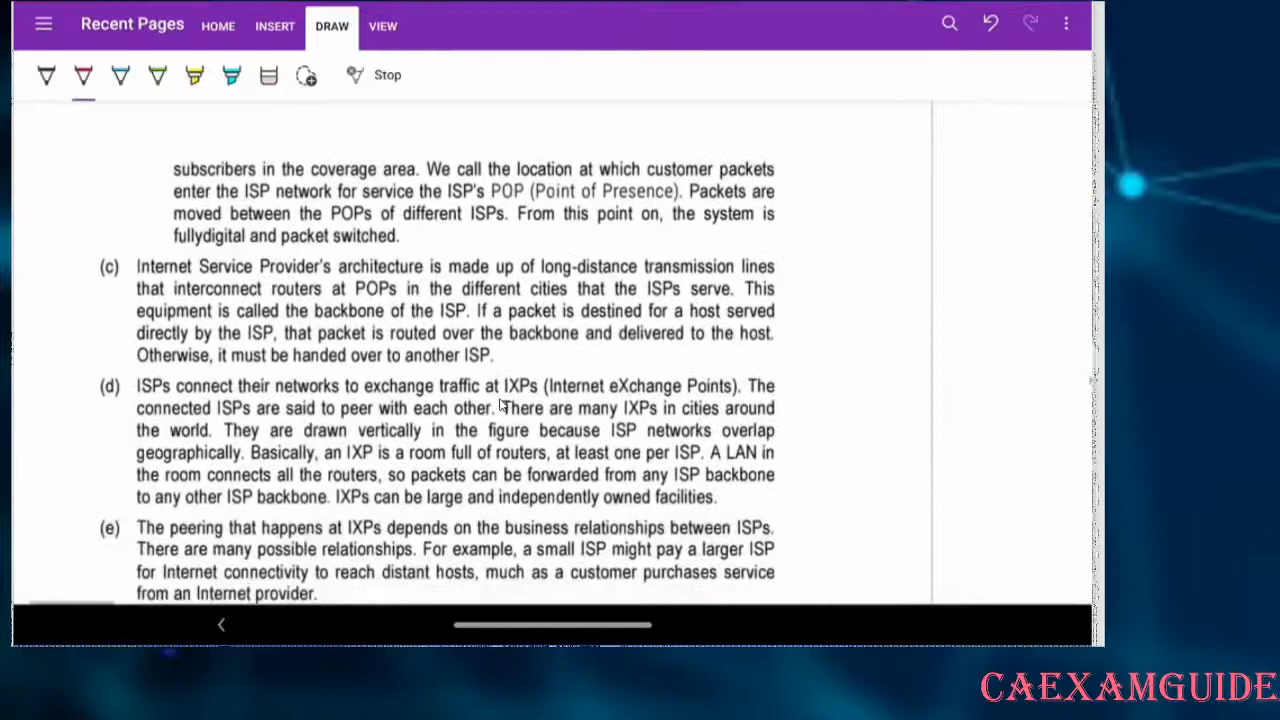 Recent Pages HOME INSERT DRAW VIEW
Stop
subscribers in the coverage area. We call the location at which customer packets
enter the ISP network for service the ISP's POP (Point of Presence). Packets are
moved between the POPs of different ISPs. From this point on, the system is
fullydigital and packet switched.
(c) Internet Service Provider's architecture is made up of long-distance transmission lines
that interconnect routers at POPs in the different cities that the ISPs serve. This
equipment is called the backbone of the ISP. If a packet is destined for a host served
directly by the ISP, that packet is routed over the backbone and delivered to the host.
Otherwise, it must be handed over to another ISP.
(d) ISPs connect their networks to exchange traffic at IXPs (Internet eXchange Points). The
connected ISPs are said to peer with each other. There are many IXPs in cities around
the world. They are drawn vertically in the figure because ISP networks overlap
geographically. Basically, an IXP is a room full of routers, at least one per ISP. A LAN in
the room connects all the routers, so packets can be forwarded from any ISP backbone
to any other ISP backbone. IXPs can be large and independently owned facilities.
(e) The peering that happens at IXPs depends on the business relationships between ISPs.
There are many possible relationships. For example, a small ISP might pay a larger ISP
for Internet connectivity to reach distant hosts, much as a customer purchases service
from an Internet provider.
CAEXAMGUIDE